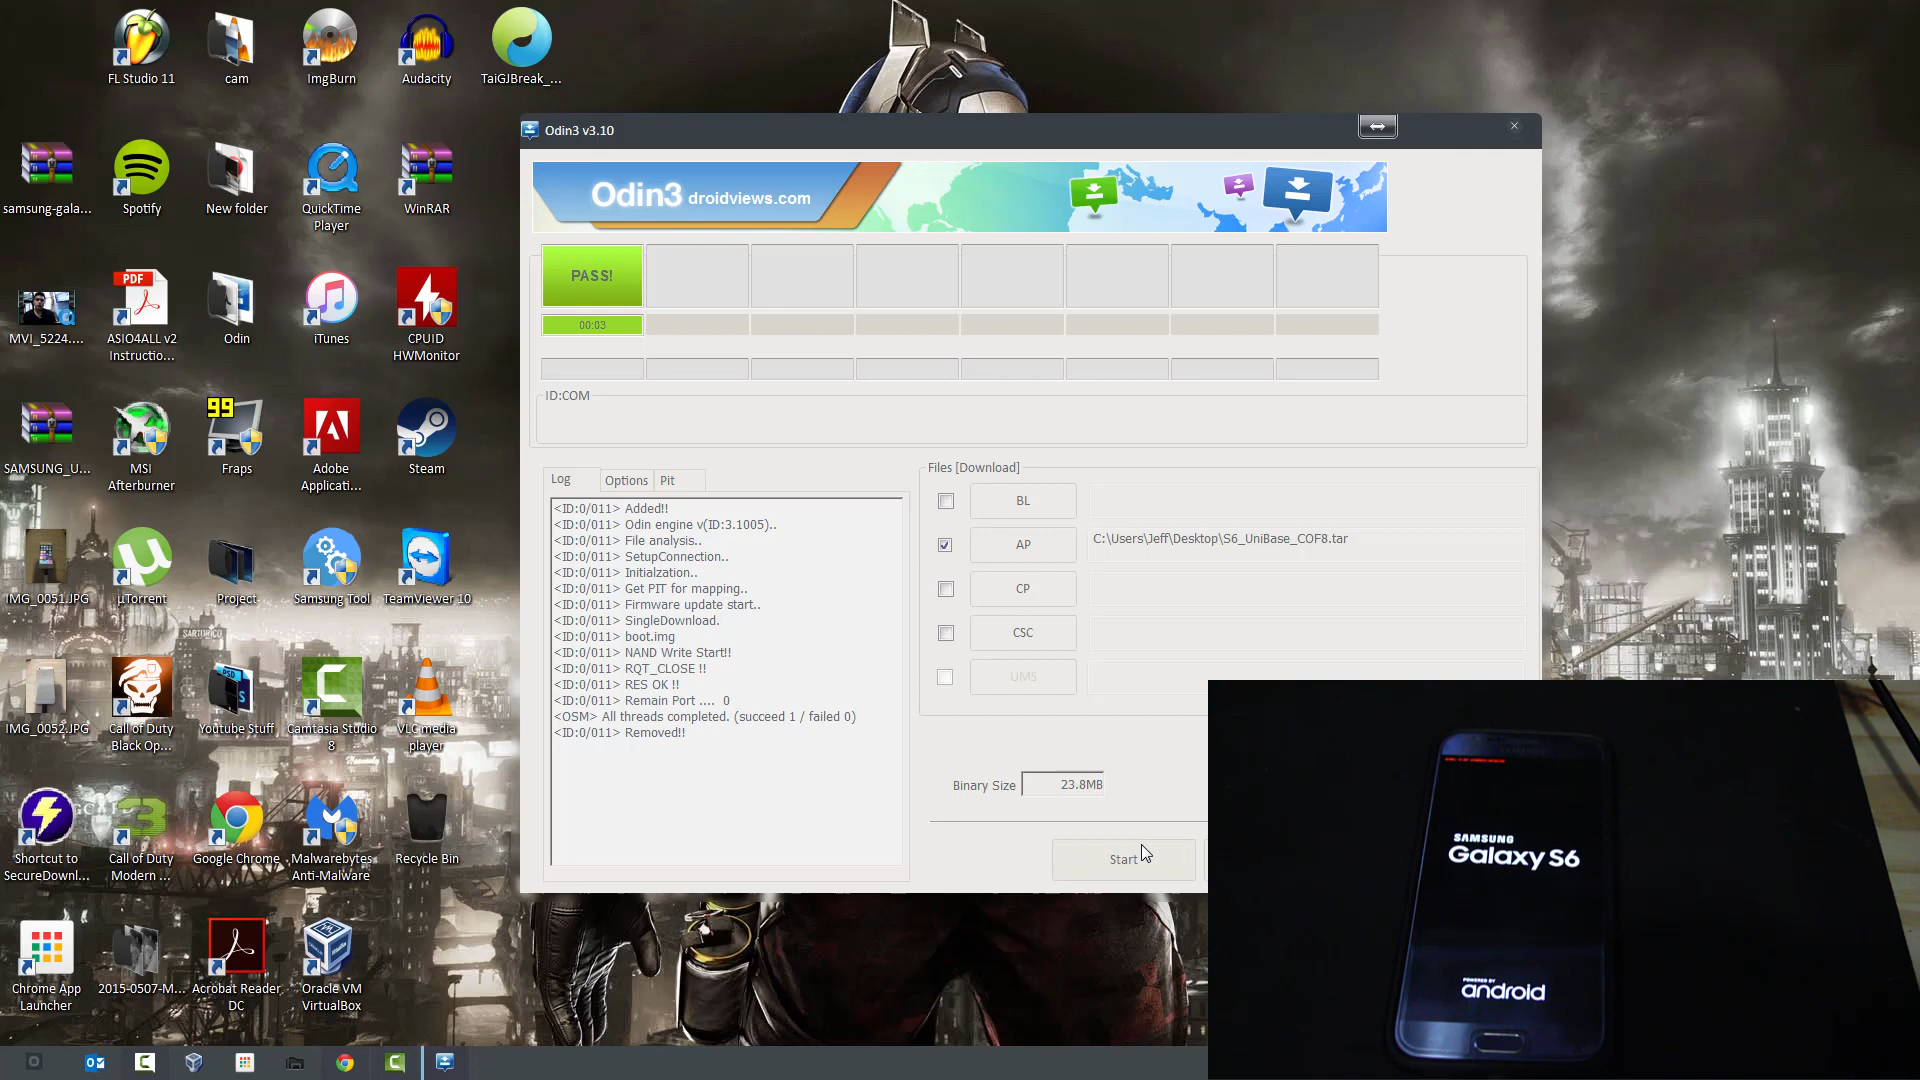 FL Studio 11
cam
ImgBurn
Audacity
TaiGJBreak_...
samsung-gala...
Spotify
New folder
QuickTime
Player
WinRAR
MVI_5224....
PDF
ASIO4ALL v2
Instructio...
Odin
iTunes
CPUID
HWMonitor
SAMSUNG_U...
MSI
Afterburner
99
Fraps
Adobe
Applicati...
Steam
IMG_0051.JPG
µTorrent
Project
Samsung Tool
TeamViewer 10
SARTORICO
IMG_0052.JPG
Call of Duty
Black Op...
PSD
Youtube Stuff
Camtasia Studio
8
VLC media
player
Shortcut to
SecureDownl...
3
Call of Duty
Modern ...
Google Chrome
Malwarebytes
Anti-Malware
Recycle Bin
Chrome App
Launcher
2015-0507-M...
Acrobat Reader
DC
Oracle VM
VirtualBox
Odin3 v3.10
Odin3 droidviews.com
PASS!
00:03
ID:COM
Log
Options
Pit
<ID:0/011> Added!!
<ID:0/011> Odin engine v(ID:3.1005)..
<ID:0/011> File analysis..
<ID:0/011> SetupConnection..
<ID:0/011> Initialzation..
<ID:0/011> Get PIT for mapping..
<ID:0/011> Firmware update start..
<ID:0/011> SingleDownload.
<ID:0/011> boot.img
<ID:0/011> NAND Write Start!!
<ID:0/011> RQT_CLOSE !!
<ID:0/011> RES OK !!
<ID:0/011> Remain Port .... 0
<OSM> All threads completed. (succeed 1 / failed 0)
<ID:0/011> Removed!!
Files [Download]
BL
AP
C:\Users\Jeff\Desktop\S6_UniBase_COF8.tar
CP
CSC
UMS
Binary Size
23.8MB
Start
SAMSUNG
Galaxy S6
POWERED BY
android